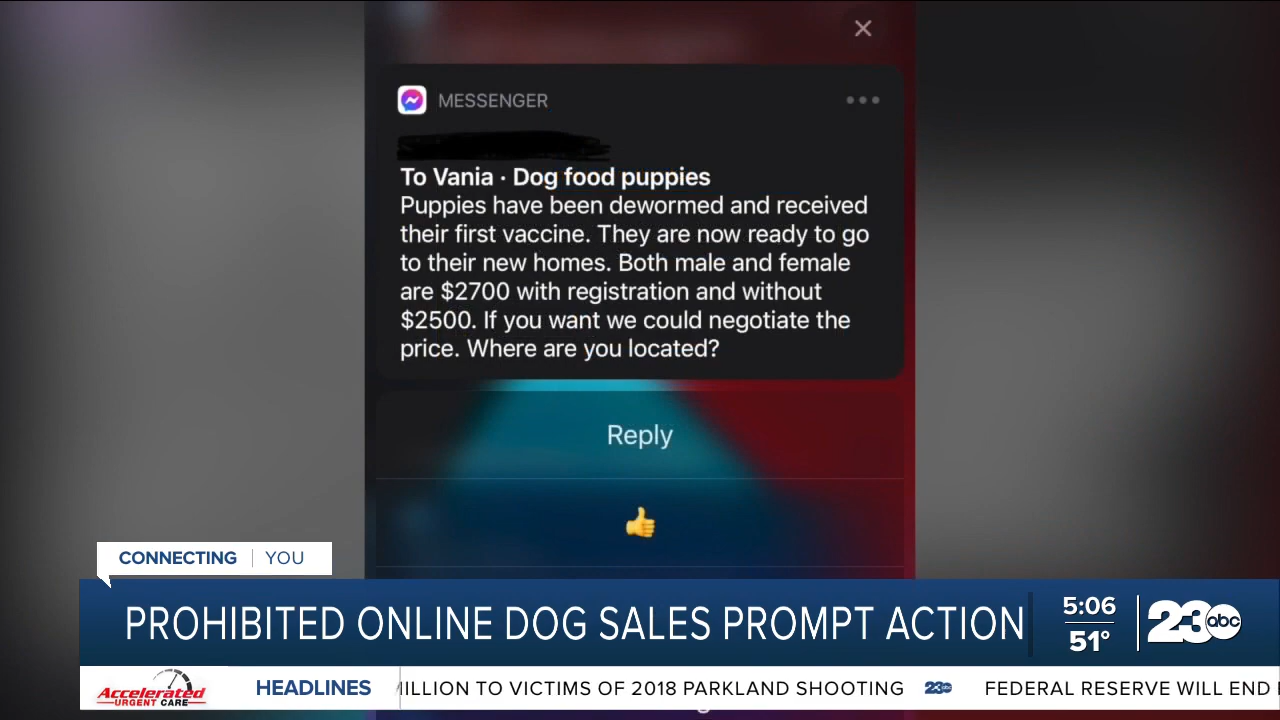 MESSENGER
To Vania · Dog food puppies
Puppies have been dewormed and received
their first vaccine. They are now ready to go
to their new homes. Both male and female
are $2700 with registration and without
$2500. If you want we could negotiate the
price. Where are you located?
Reply
CONNECTING | YOU
PROHIBITED ONLINE DOG SALES PROMPT ACTION
5:06
51°
23 abc
Accelerated
URGENT CARE
HEADLINES
ILLION TO VICTIMS OF 2018 PARKLAND SHOOTING 23abc FEDERAL RESERVE WILL END